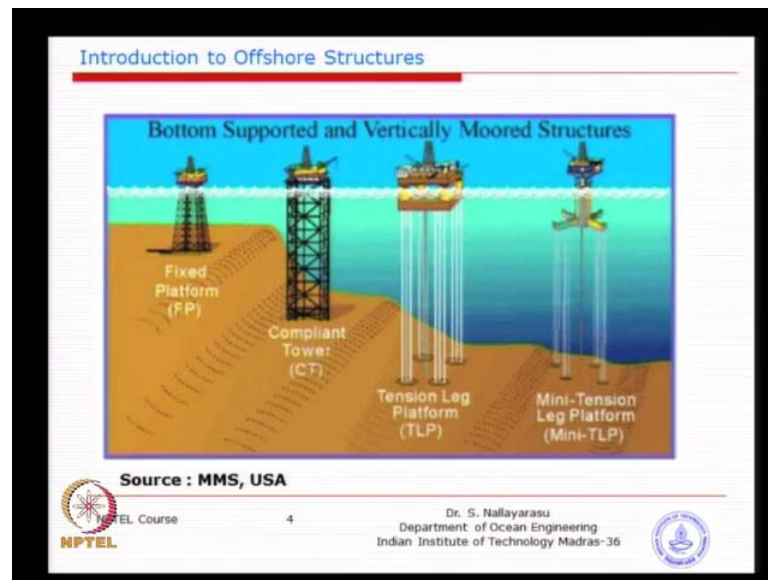 Introduction to Offshore Structures
Bottom Supported and Vertically Moored Structures
Fixed
Platform
(FP)
Compliant
Tower
(CT)
Tension Leg
Platform
(TLP)
Mini-Tension
Leg Platform
(Mini-TLP)
Source : MMS, USA
TEL Course
4
Dr. S. Nallayarasu
Department of Ocean Engineering
Indian Institute of Technology Madras-36
NPTEL